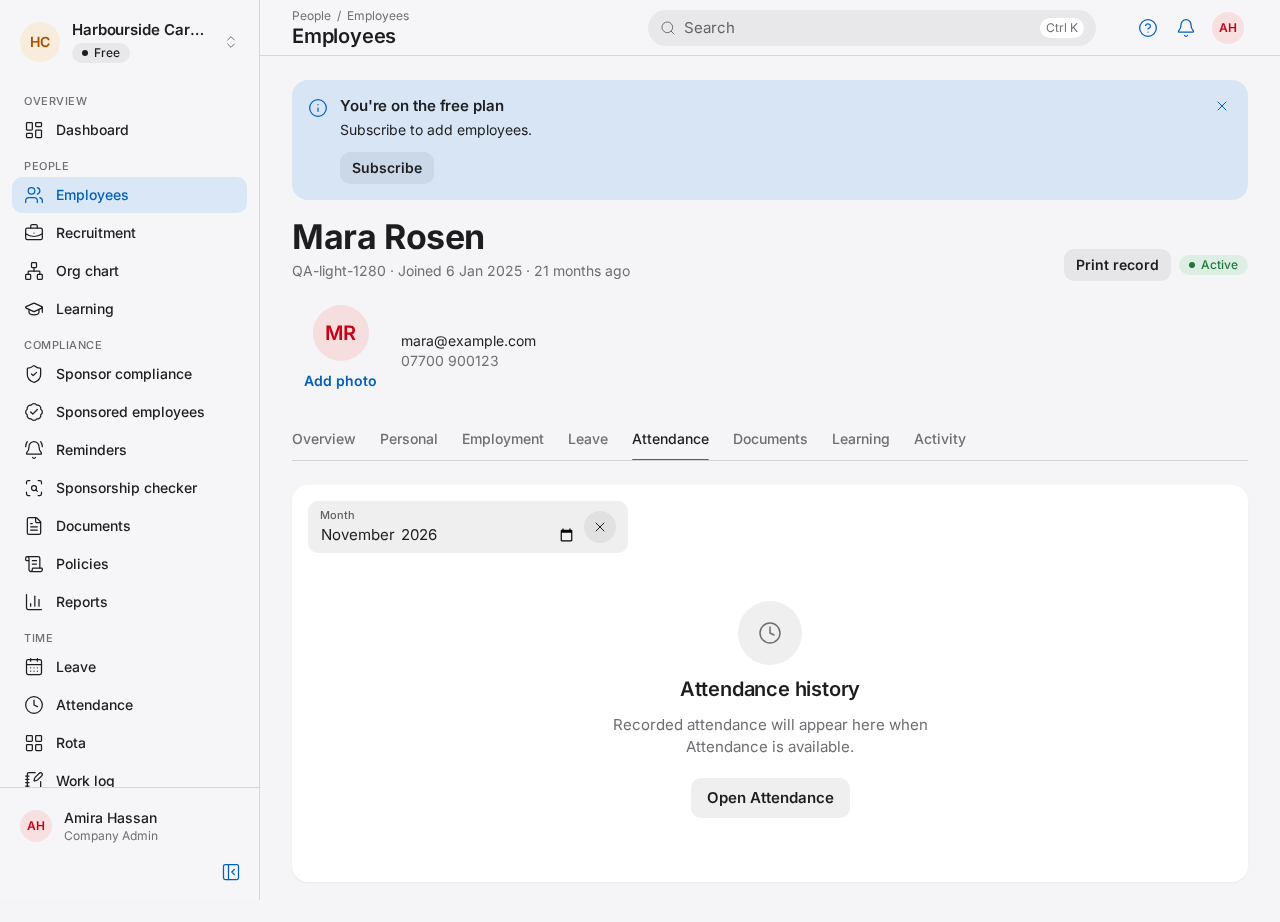 HC
Harbourside Car...
Free
OVERVIEW
Dashboard
PEOPLE
Employees
Recruitment
Org chart
Learning
COMPLIANCE
Sponsor compliance
Sponsored employees
Reminders
Sponsorship checker
Documents
Policies
Reports
TIME
Leave
Attendance
Rota
Work log
AH
Amira Hassan
Company Admin
People / Employees
Employees
Search
Ctrl K
AH
You're on the free plan
Subscribe to add employees.
Subscribe
Mara Rosen
QA-light-1280 · Joined 6 Jan 2025 · 21 months ago
Print record
Active
MR
Add photo
mara@example.com
07700 900123
Overview Personal Employment Leave Attendance Documents Learning Activity
Month
November 2026
Attendance history
Recorded attendance will appear here when
Attendance is available.
Open Attendance